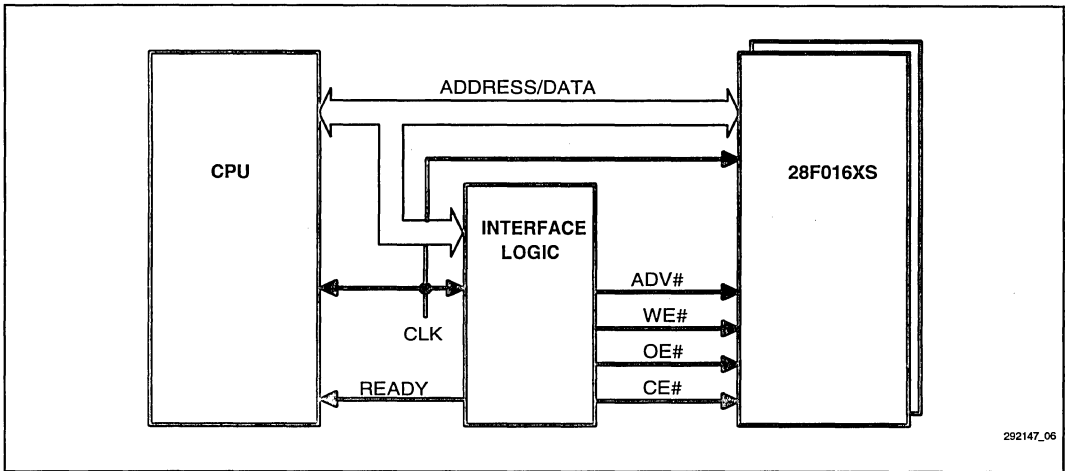 ADDRESS/DATA
CPU
28F016XS
INTERFACE
LOGIC
ADV#
WE#
CLK
OE#
READY
CE#
292147_06